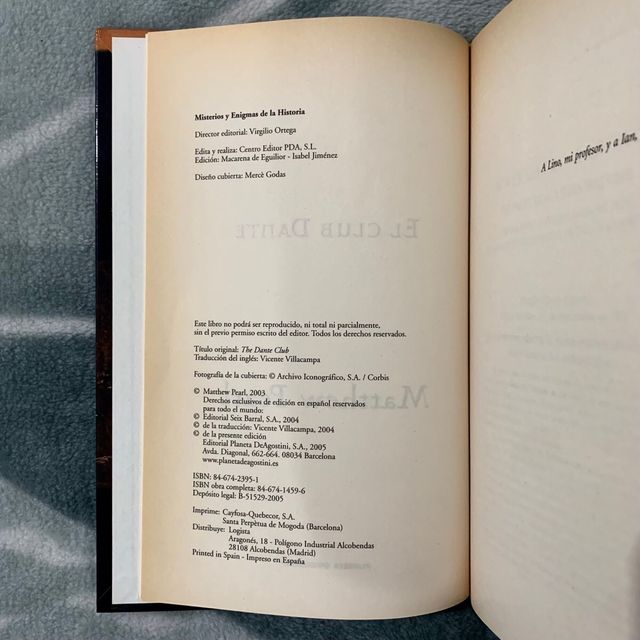 Misterios y Enigmas de la Historia
Director editorial: Virgilio Ortega
Edita y realiza: Centro Editor PDA, S.L.
Edición: Macarena de Eguilior - Isabel Jiménez
Diseño cubierta: Mercè Godas
EL CLUB DANTE
Este libro no podrá ser reproducido, ni total ni parcialmente,
sin el previo permiso escrito del editor. Todos los derechos reservados.
Título original: The Dante Club
Traducción del inglés: Vicente Villacampa
Fotografía de la cubierta: © Archivo Iconográfico, S.A. / Corbis
© Matthew Pearl, 2003
Derechos exclusivos de edición en español reservados
para todo el mundo:
© Editorial Seix Barral, S.A., 2004
© de la traducción: Vicente Villacampa, 2004
© de la presente edición
Editorial Planeta DeAgostini, S.A., 2005
Avda. Diagonal, 662-664. 08034 Barcelona
www.planetadeagostini.es
Matthew
ISBN: 84-674-2395-1
ISBN obra completa: 84-674-1459-6
Depósito legal: B-51529-2005
Imprime: Cayfosa-Quebecor, S.A.
Santa Perpètua de Mogoda (Barcelona)
Distribuye: Logista
Aragonés, 18 - Polígono Industrial Alcobendas
28108 Alcobendas (Madrid)
Printed in Spain - Impreso en España
A Lino, mi profesor, y a Ian,